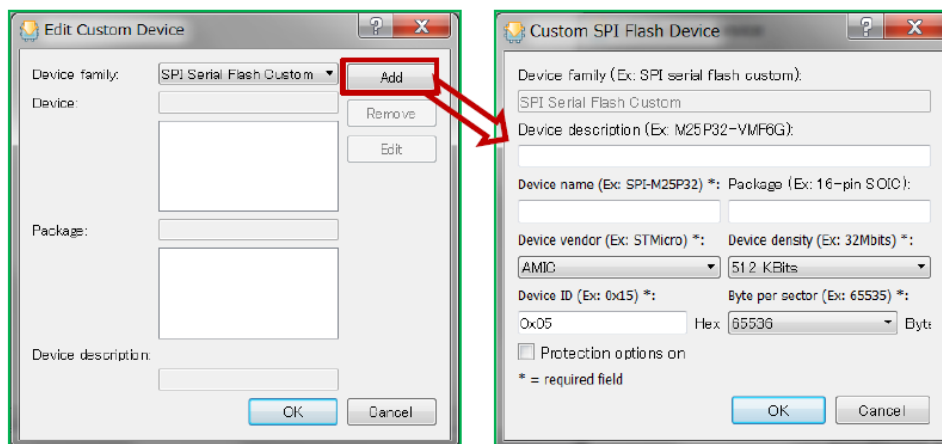 Edit Custom Device
Device family:
SPI Serial Flash Custom
Add
Device:
Remove
Edit
Package:
Device description:
OK
Cancel
Custom SPI Flash Device
Device family (Ex: SPI serial flash custom):
SPI Serial Flash Custom
Device description (Ex: M25P32-VMF6G):
Device name (Ex: SPI-M25P32) *: Package (Ex: 16-pin SOIC):
Device vendor (Ex: STMicro) *: Device density (Ex: 32Mbits) *:
AMIC 512 KBits
Device ID (Ex: 0x15) *: Byte per sector (Ex: 65535) *:
0x05 Hex 65536 Byte
Protection options on
* = required field
OK Cancel